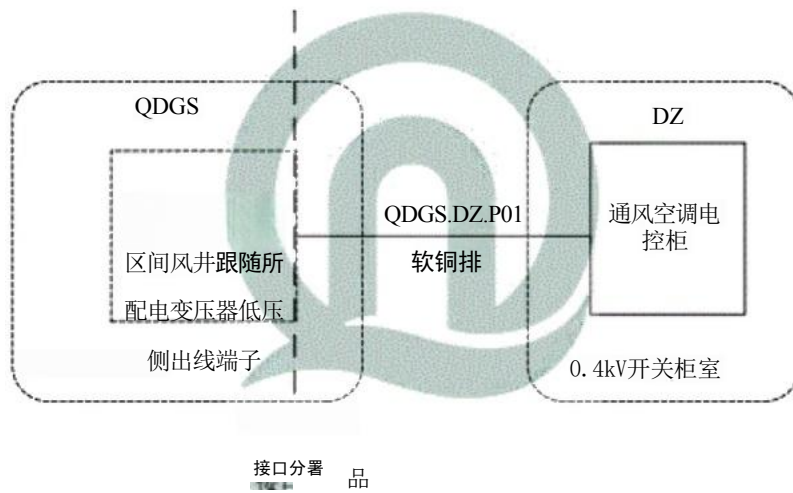 QDGS
DZ
QDGS.DZ.P01
软铜排
通风空调电
控柜
区间风井跟随所
配电变压器低压
侧出线端子
0.4kV开关柜室
接口分署
品